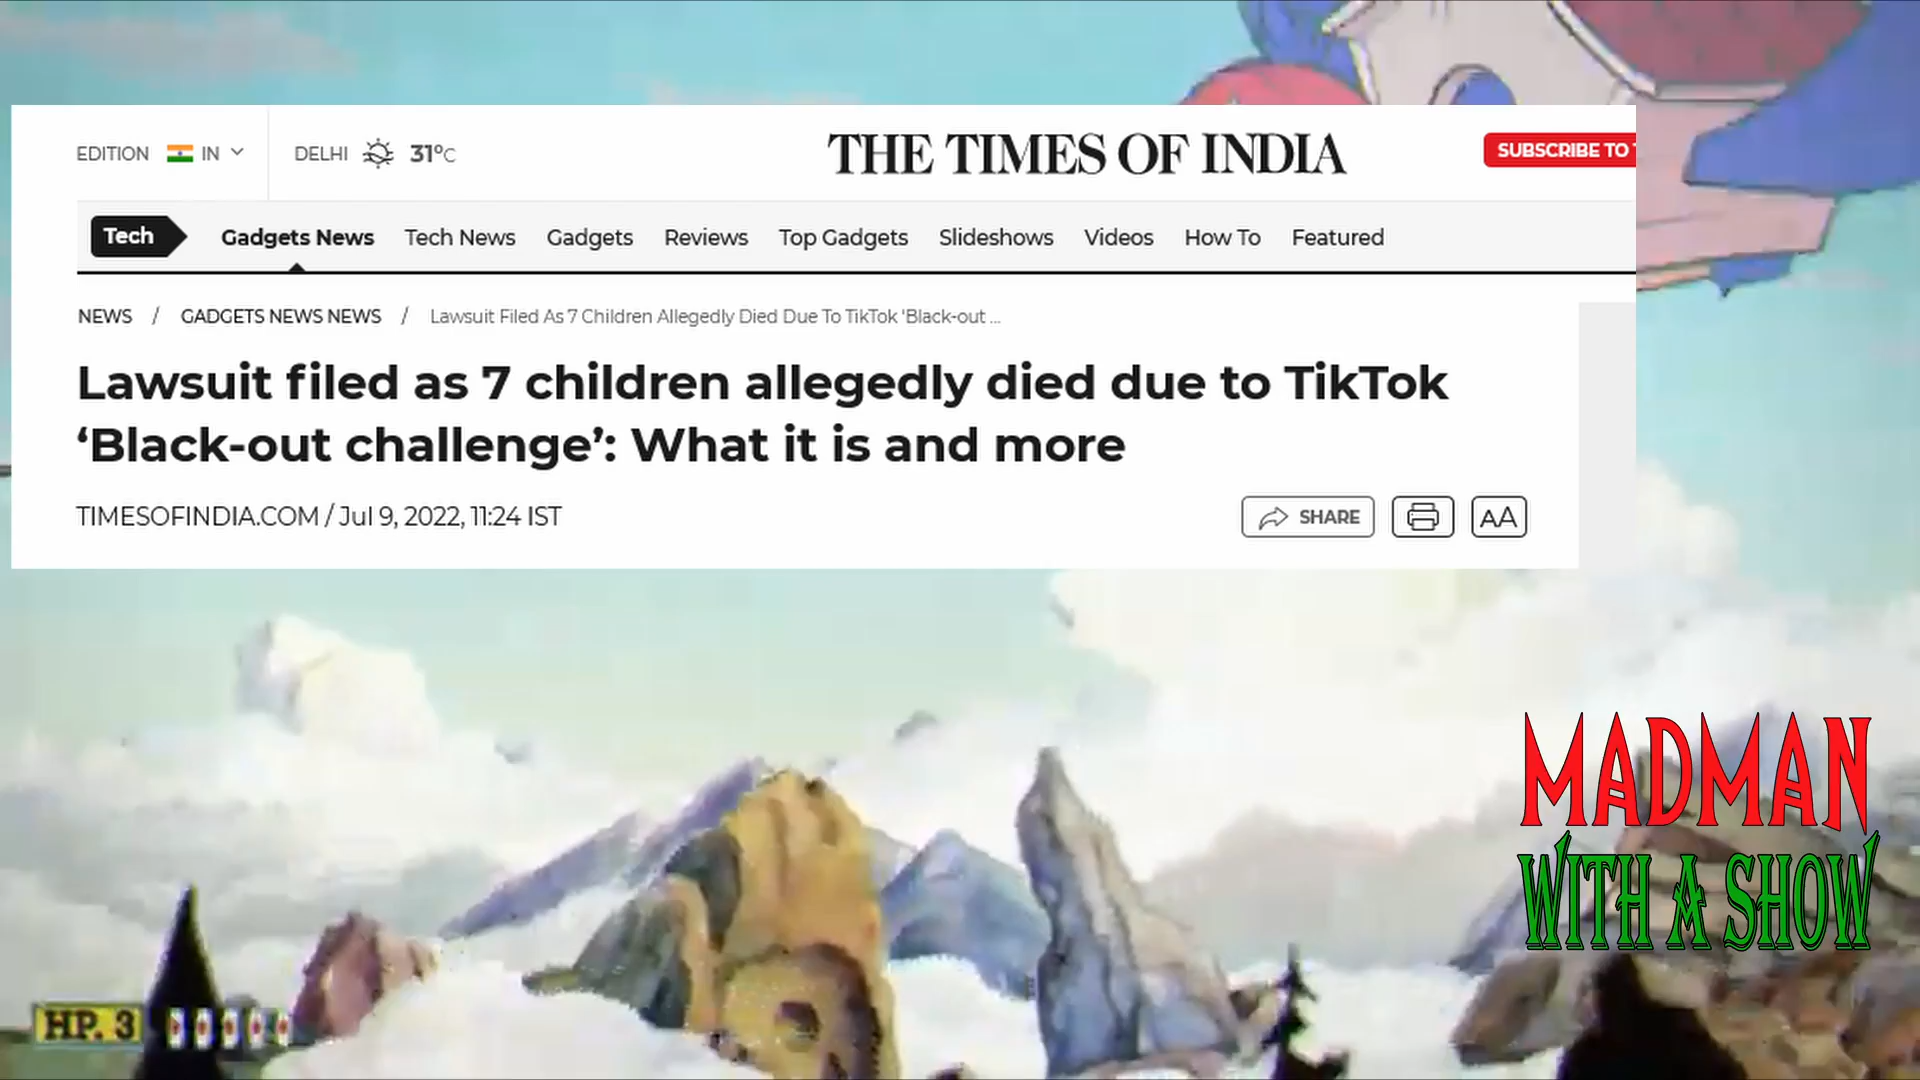 EDITION IN DELHI 31°C THE TIMES OF INDIA SUBSCRIBE TO
Tech Gadgets News Tech News Gadgets Reviews Top Gadgets Slideshows Videos How To Featured
NEWS / GADGETS NEWS NEWS / Lawsuit Filed As 7 Children Allegedly Died Due To TikTok ‘Black-out ...
Lawsuit filed as 7 children allegedly died due to TikTok
‘Black-out challenge’: What it is and more
TIMESOFINDIA.COM / Jul 9, 2022, 11:24 IST SHARE AA
MADMAN
WITH A SHOW
HP. 3